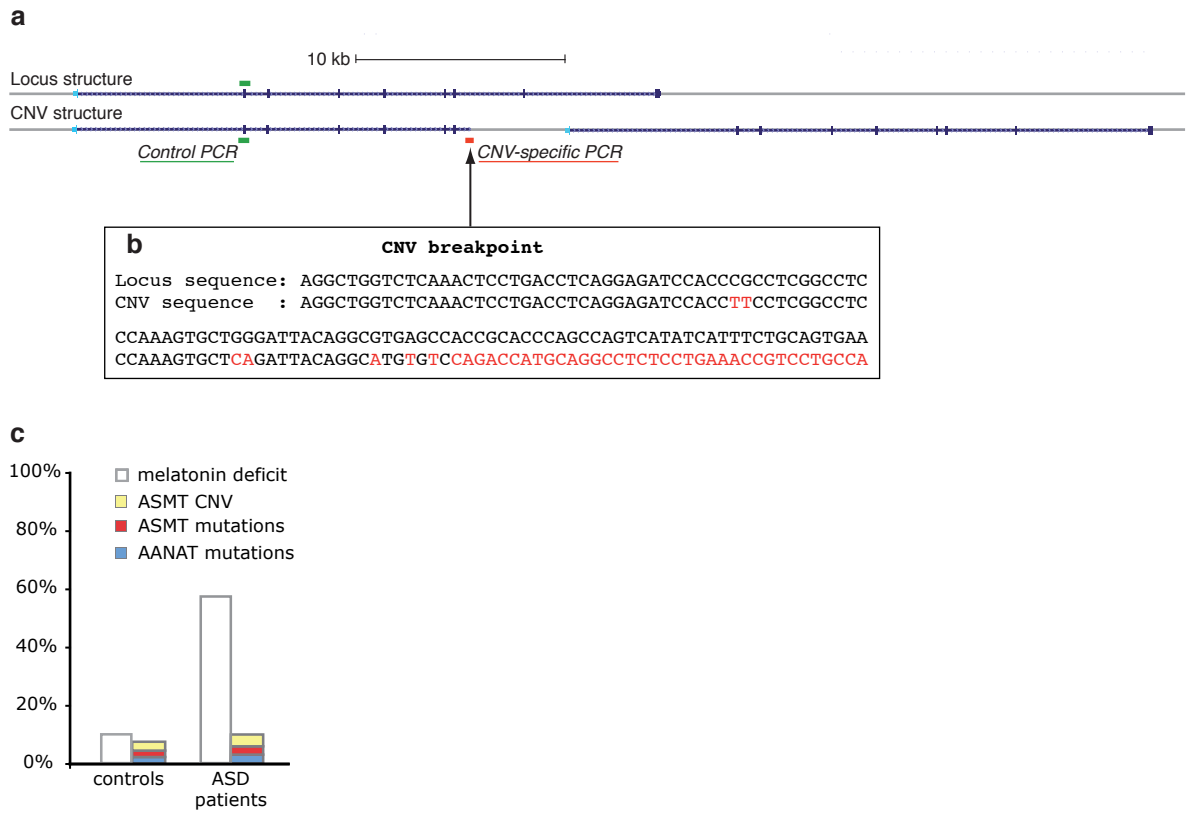 a
10 kb
Locus structure
CNV structure
Control PCR
CNV-specific PCR
b
CNV breakpoint
Locus sequence: AGGCTGGTCTCAAACTCCTGACCTCAGGAGATCCACCCGCCTCGGCCTC
CNV sequence : AGGCTGGTCTCAAACTCCTGACCTCAGGAGATCCACCTTCCTCGGCCTC
CCAAAGTGCTGGGATTACAGGCGTGAGCCACCGCACCCAGCCAGTCATATCATTTCTGCAGTGAA
CCAAAGTGCTCAGATTACAGGCATGTGTCCAGACCATGCAGGCCTCTCCTGAAACCGTCCTGCCA
c
100%
80%
60%
40%
20%
0%
melatonin deficit
ASMT CNV
ASMT mutations
AANAT mutations
controls
ASD
patients